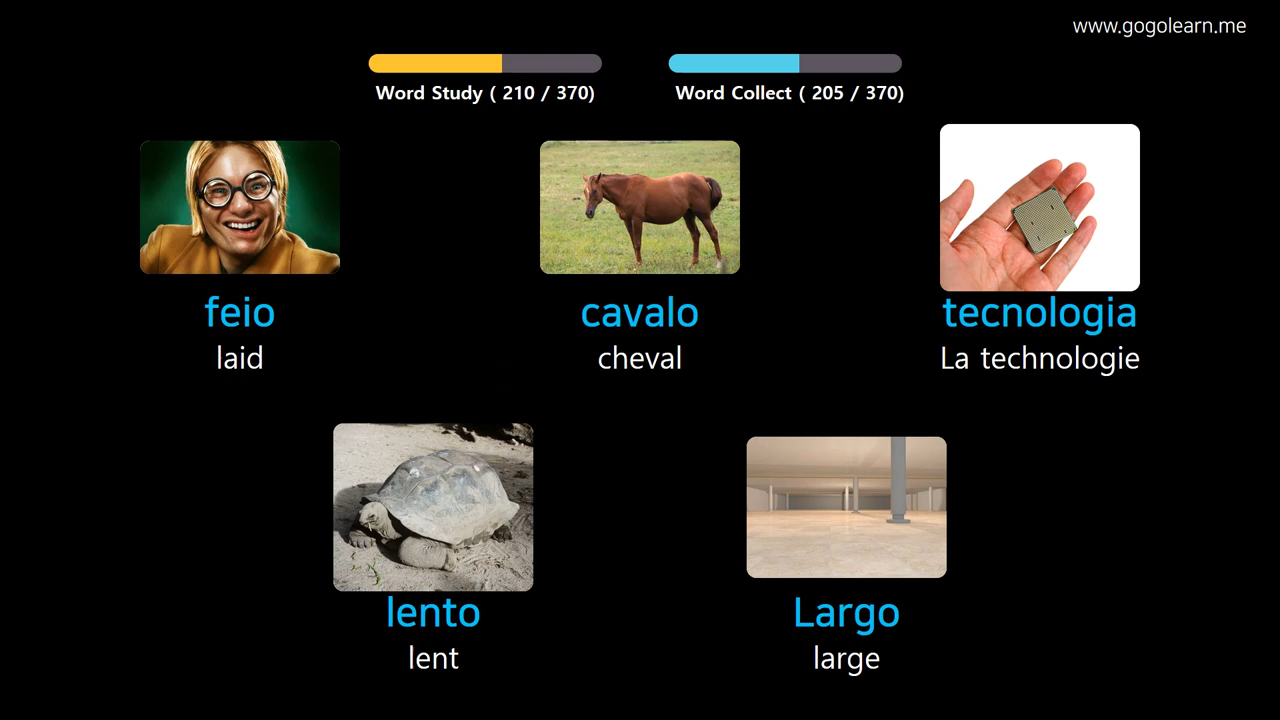 www.gogolearn.me
Word Study ( 210 / 370)
Word Collect ( 205 / 370)
feio
laid
cavalo
cheval
tecnologia
La technologie
lento
lent
Largo
large